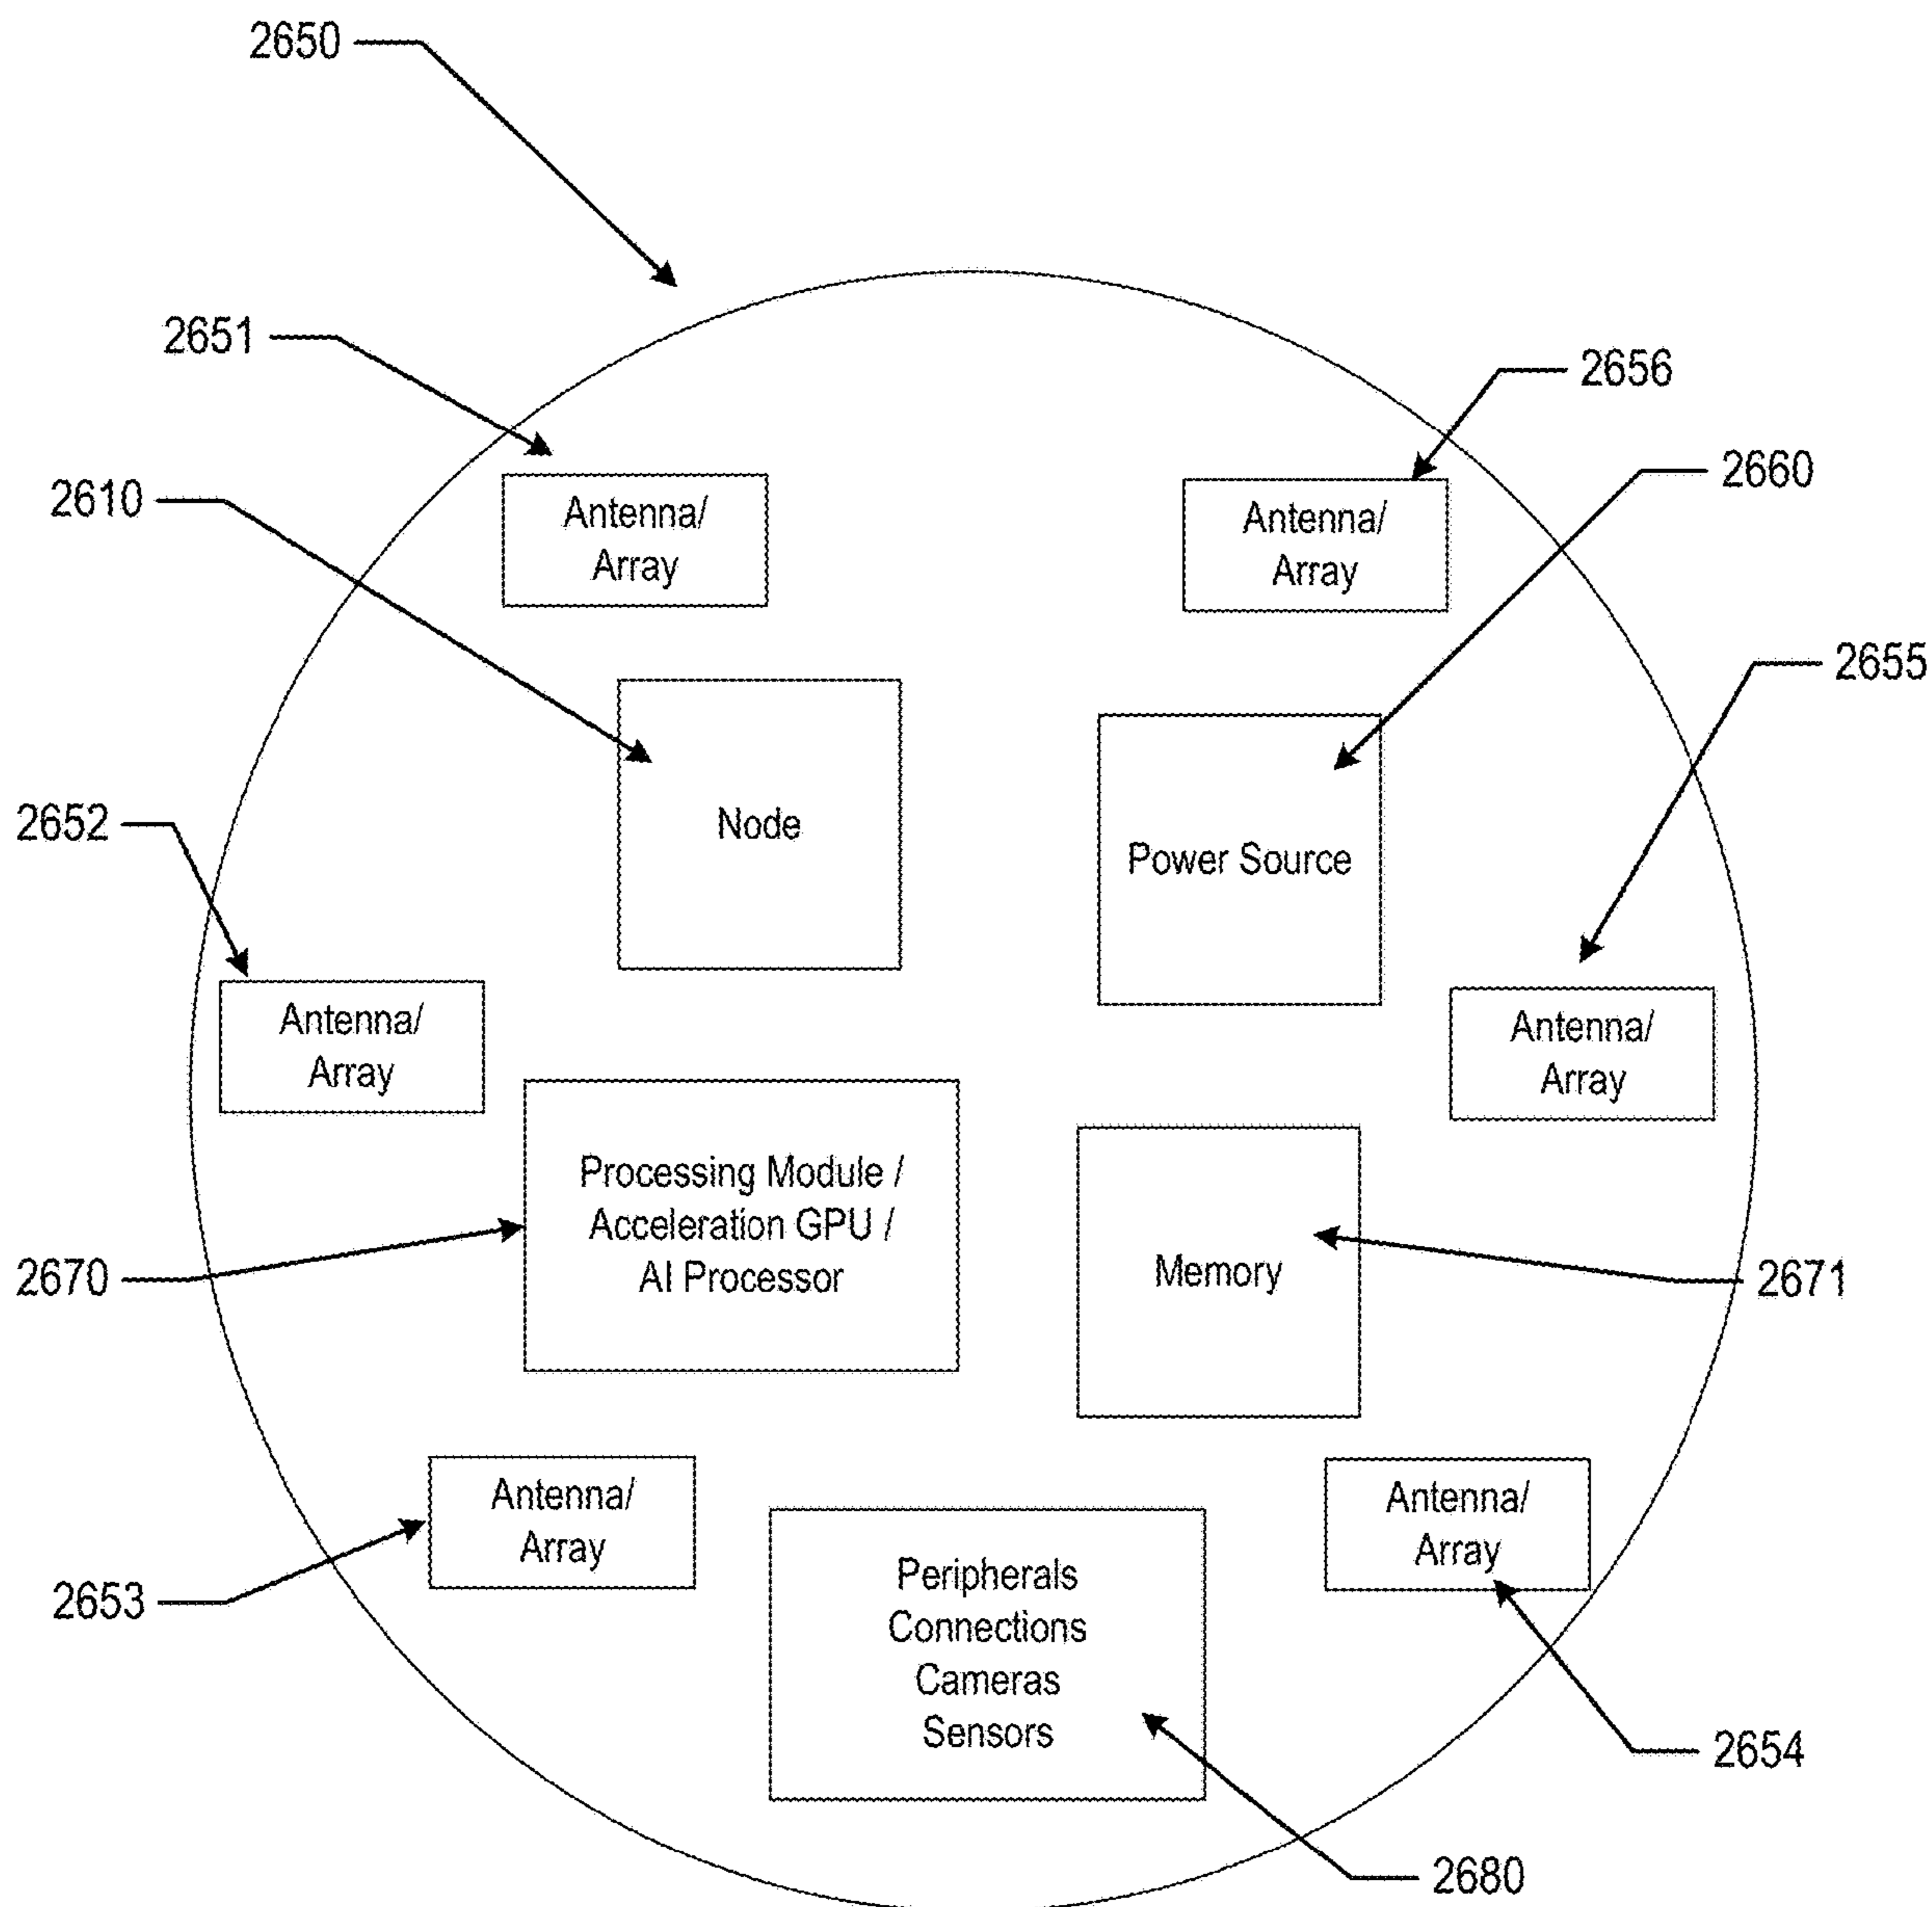 2650
2651
2656
2610
2660
Antenna/
Array
Antenna/
Array
2655
2652
Node
Power Source
Antenna/
Array
Antenna/
Array
Processing Module /
Acceleration GPU /
AI Processor
2670
Memory
2671
Antenna/
Array
Antenna/
Array
2653
Peripherals
Connections
Cameras
Sensors
2654
2680